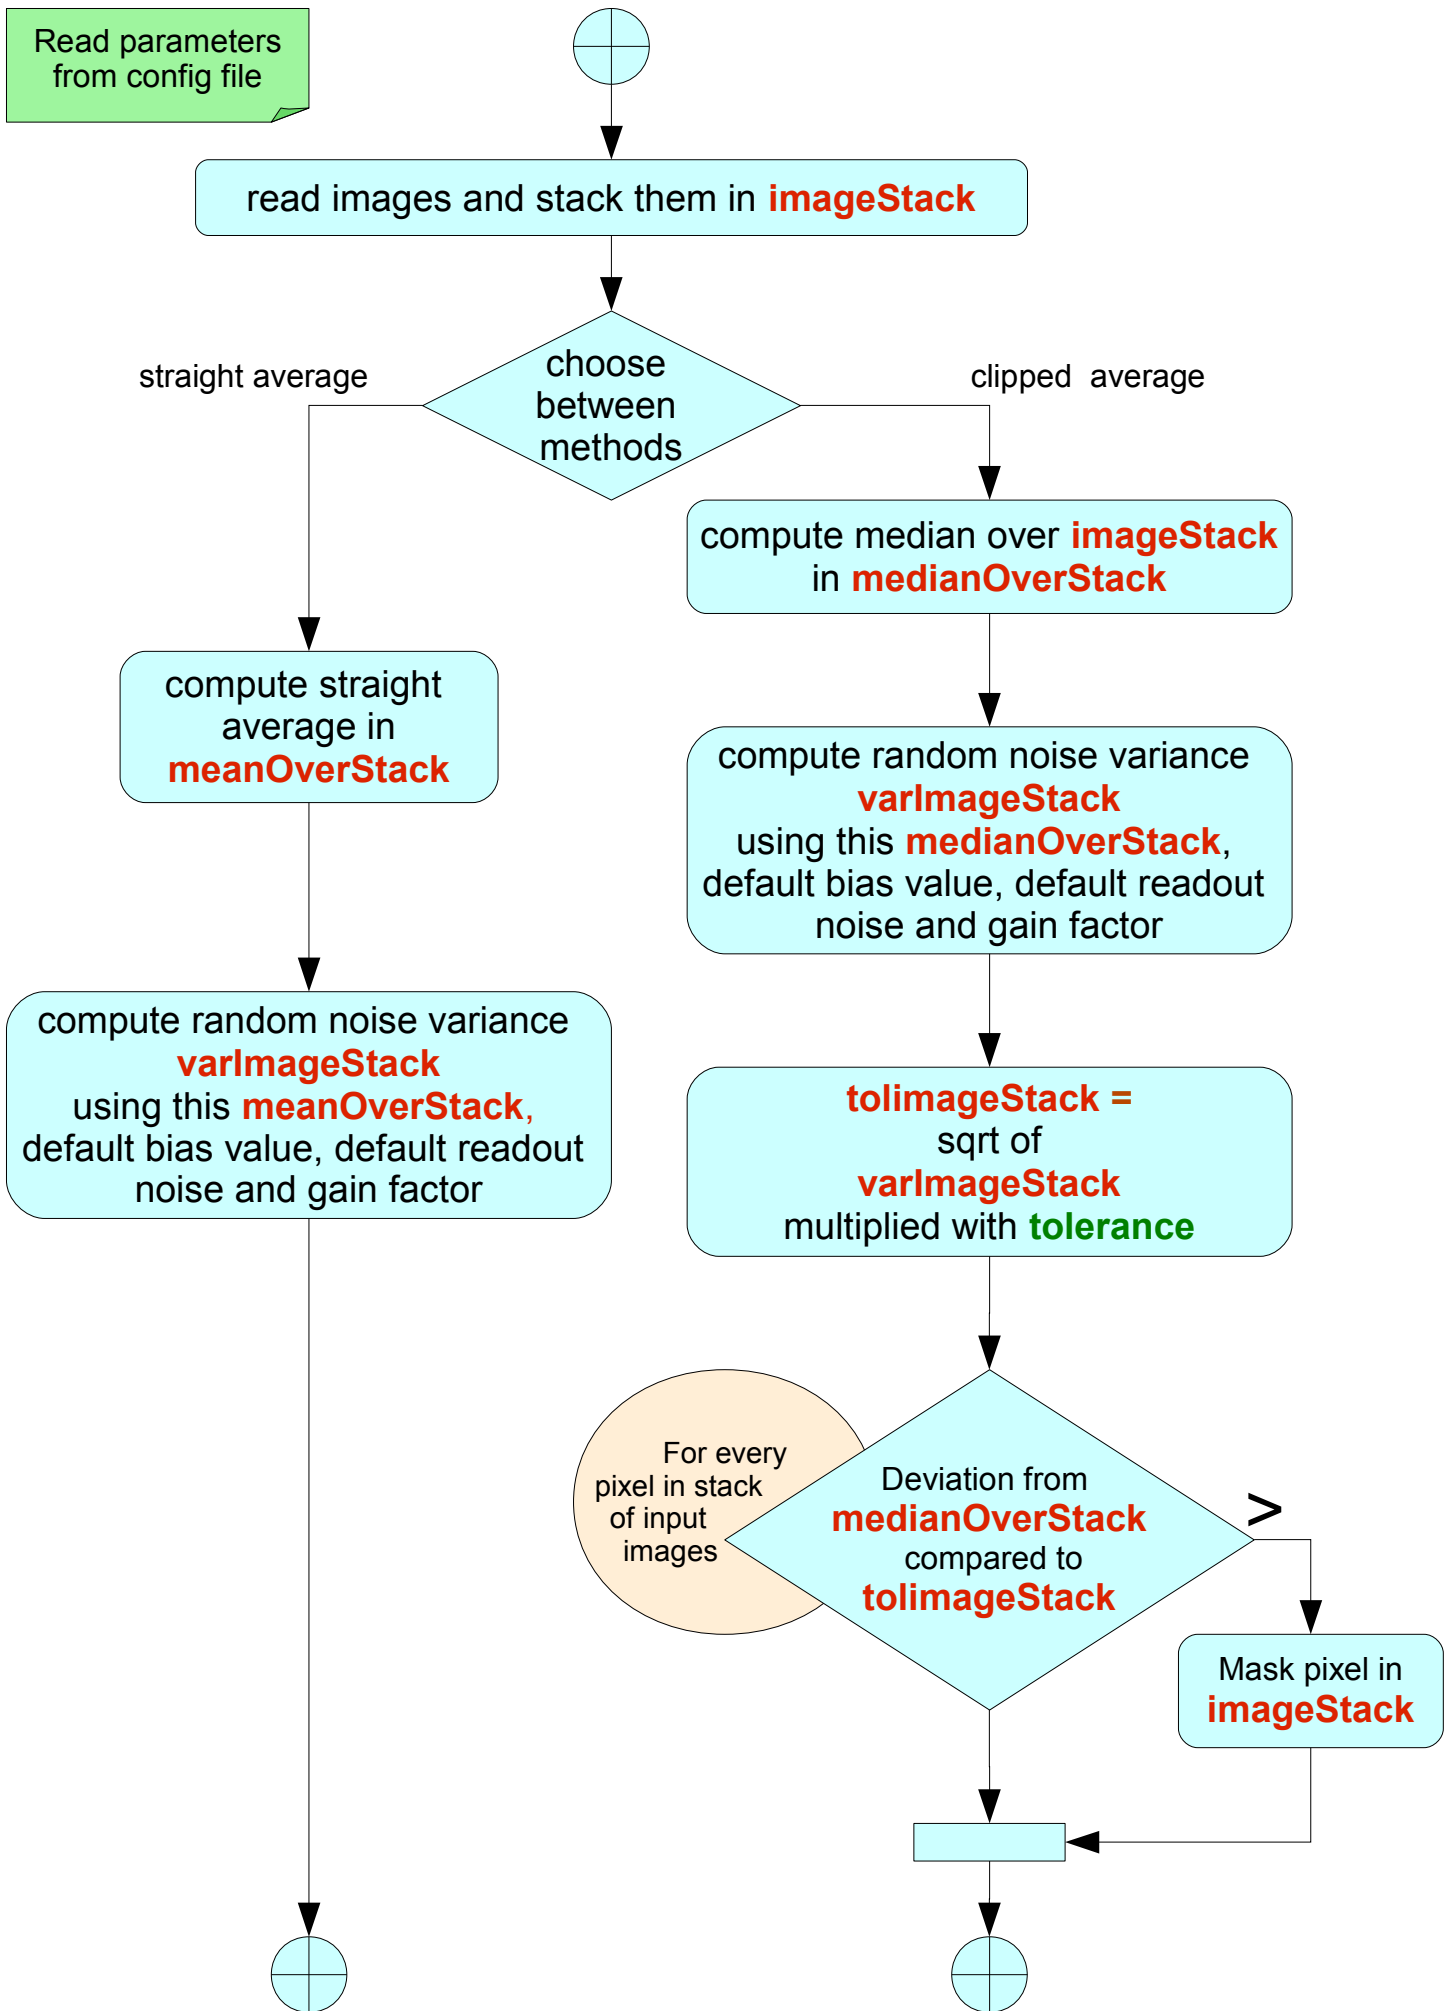 Read parameters
from config file
read images and stack them in imageStack
choose
between
methods
straight average
clipped average
compute median over imageStack
in medianOverStack
compute straight
average in
meanOverStack
compute random noise variance
varImageStack
using this medianOverStack,
default bias value, default readout
noise and gain factor
compute random noise variance
varImageStack
using this meanOverStack,
default bias value, default readout
noise and gain factor
tolimageStack =
sqrt of
varImageStack
multiplied with tolerance
For every
pixel in stack
of input
images
Deviation from
medianOverStack
compared to
tolimageStack
>
Mask pixel in
imageStack